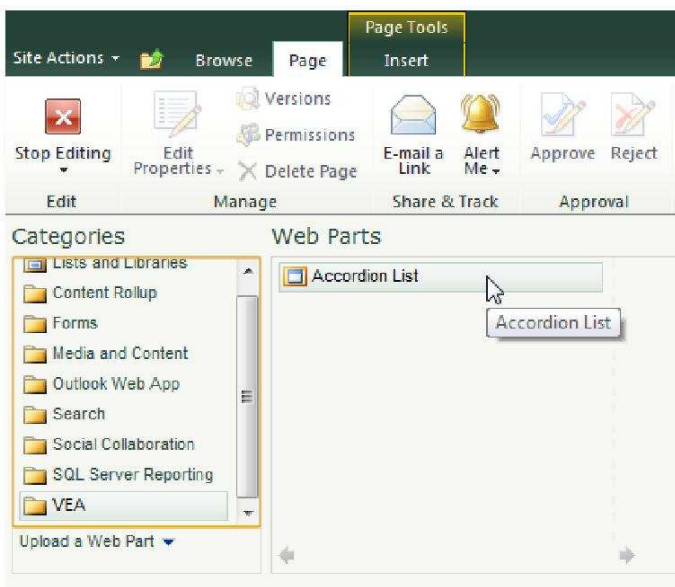 Page Tools
Site Actions Browse Page Insert
Stop Editing
Edit Properties
Versions
Permissions
Delete Page
E-mail a Link
Alert Me
Approve Reject
Edit Manage Share & Track Approval
Categories
Lists and Libraries
Content Rollup
Forms
Media and Content
Outlook Web App
Search
Social Collaboration
SQL Server Reporting
VEA
Upload a Web Part
Web Parts
Accordion List
Accordion List